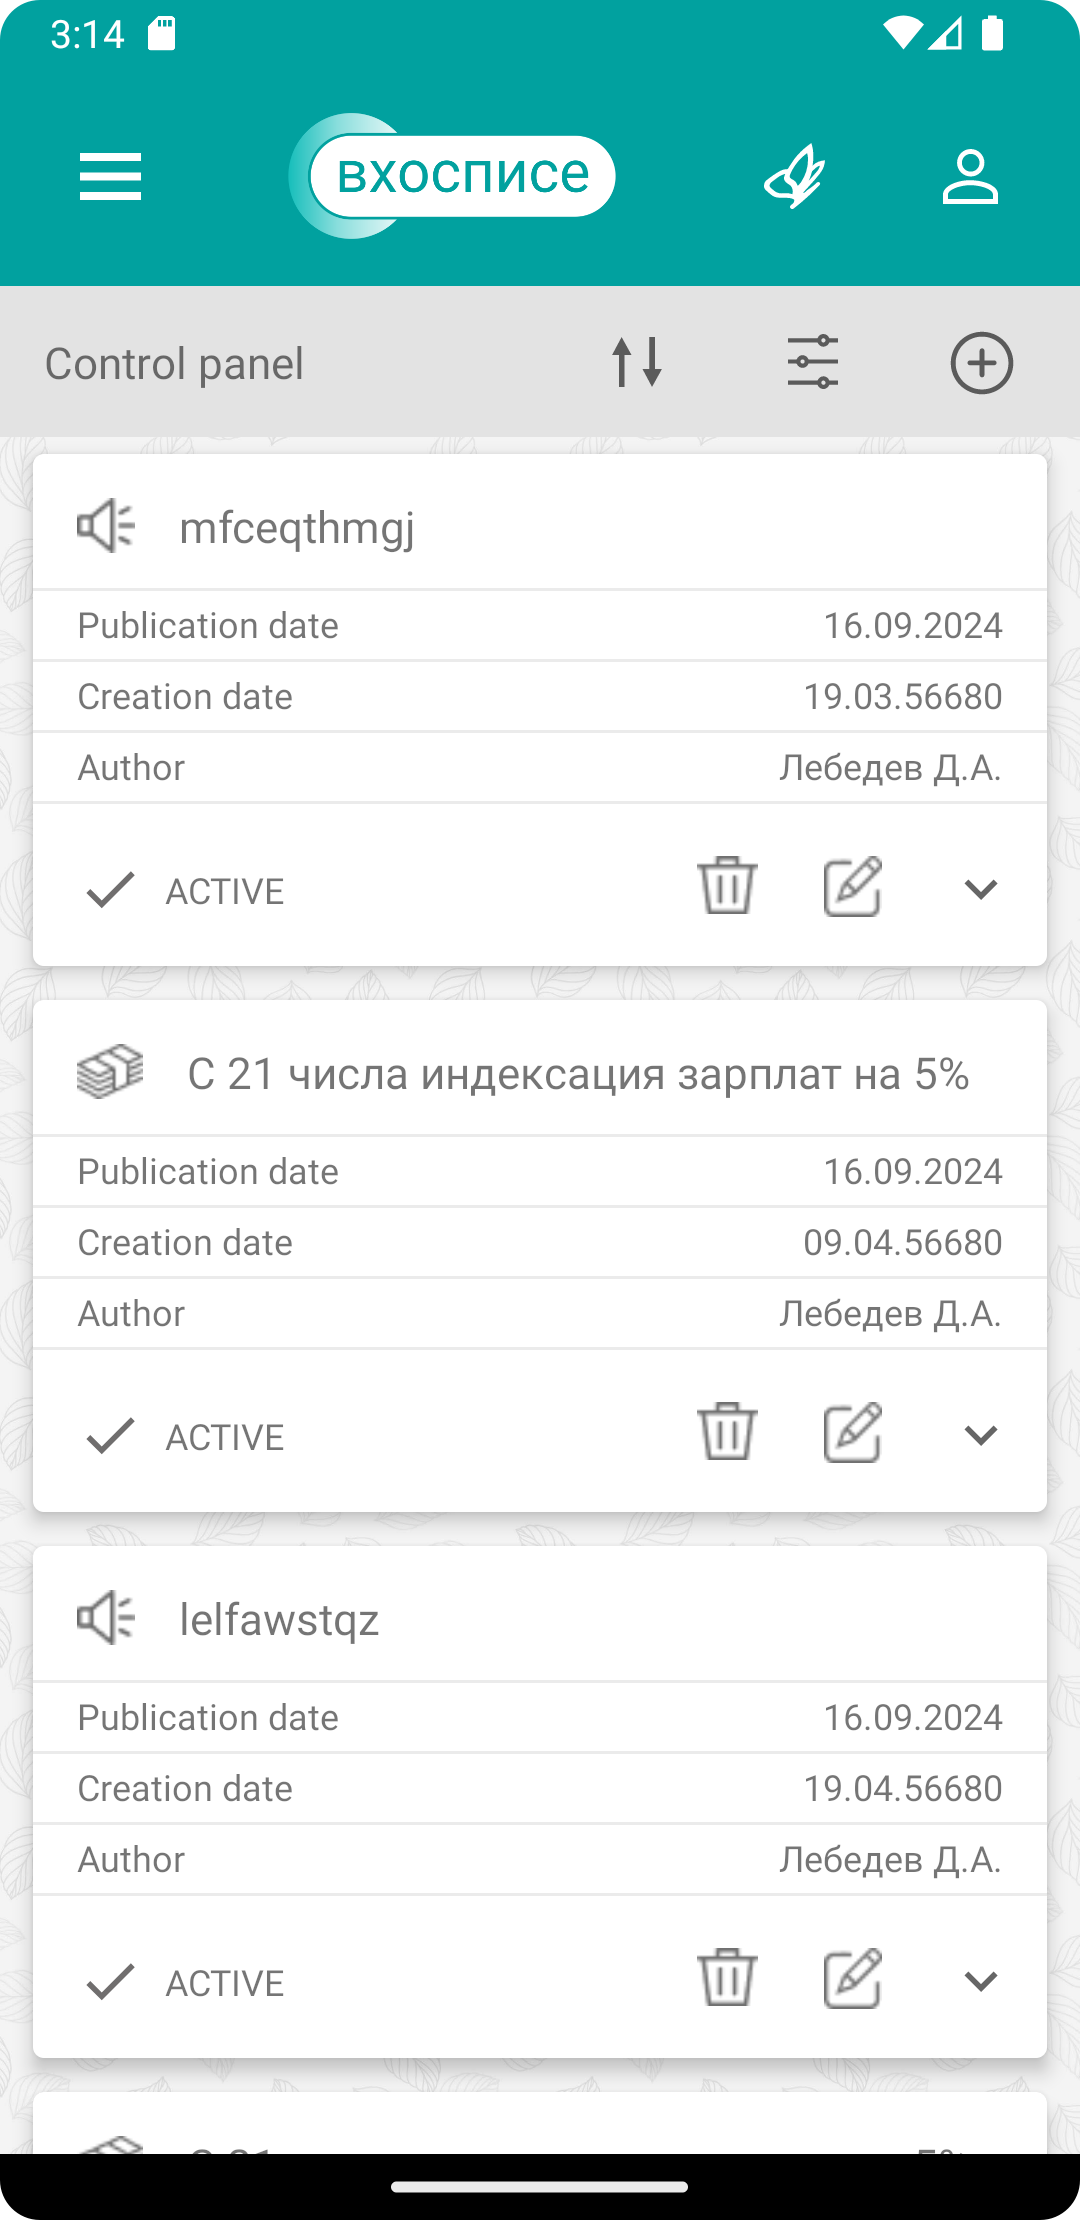 3:14
вхосписе
Control panel
mfceqthmgj
Publication date 16.09.2024
Creation date 19.03.56680
Author Лебедев Д.А.
ACTIVE
С 21 числа индексация зарплат на 5%
Publication date 16.09.2024
Creation date 09.04.56680
Author Лебедев Д.А.
ACTIVE
lelfawstqz
Publication date 16.09.2024
Creation date 19.04.56680
Author Лебедев Д.А.
ACTIVE